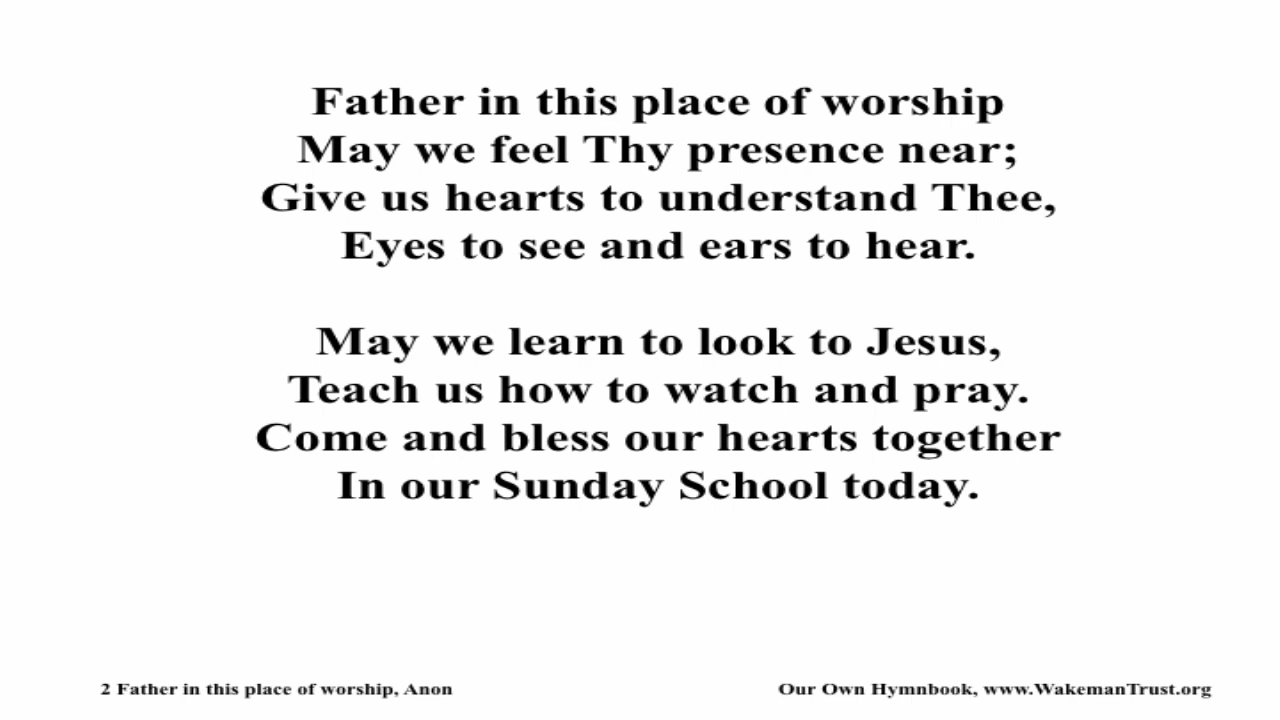 Father in this place of worship
May we feel Thy presence near;
Give us hearts to understand Thee,
Eyes to see and ears to hear.
May we learn to look to Jesus,
Teach us how to watch and pray.
Come and bless our hearts together
In our Sunday School today.
2 Father in this place of worship, Anon
Our Own Hymnbook, www.WakemanTrust.org